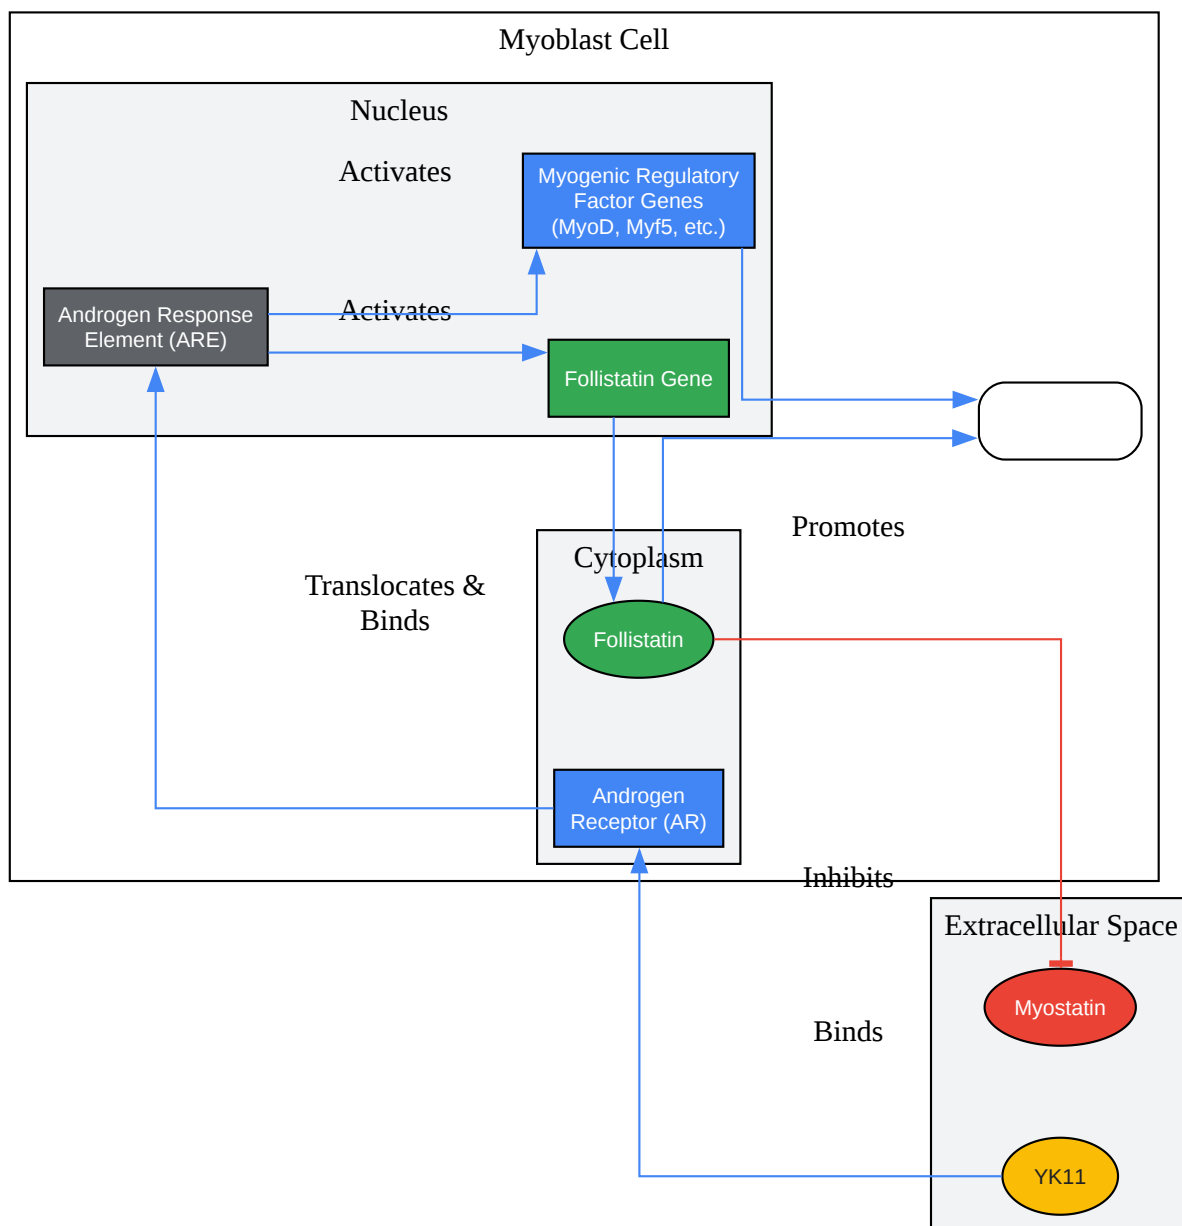 Myoblast Cell
Nucleus
Activates
Myogenic Regulatory
Factor Genes
(MyoD, Myf5, etc.)
Activates
Androgen Response
Element (ARE)
Follistatin Gene
Promotes
Cytoplasm
Translocates &
Binds
Follistatin
Androgen
Receptor (AR)
Inhibits
Extracellular Space
Myostatin
Binds
YK11